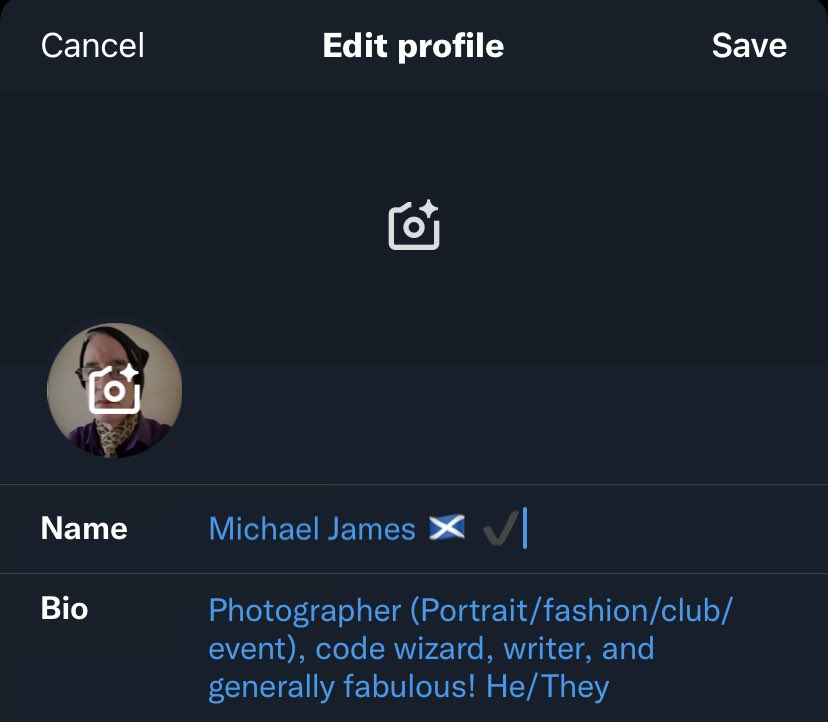 Cancel Edit profile Save
Name Michael James 🏴󠁧󠁢󠁳󠁣󠁴󠁿 ✔️
Bio Photographer (Portrait/fashion/club/
event), code wizard, writer, and
generally fabulous! He/They